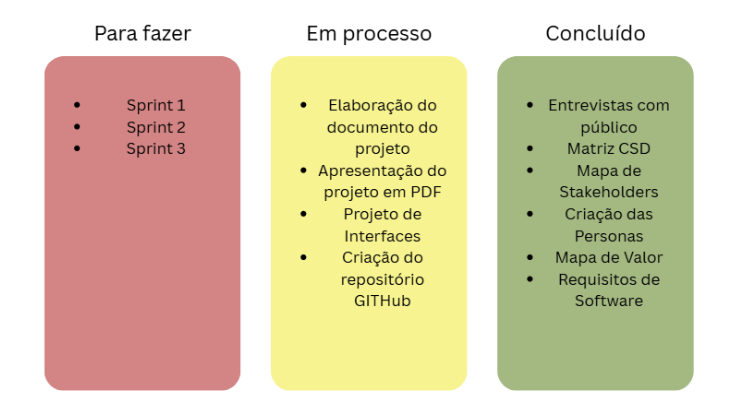 Para fazer
Sprint 1
Sprint 2
Sprint 3
Em processo
Elaboração do
documento do
projeto
Apresentação do
projeto em PDF
Projeto de
Interfaces
Criação do
repositório
GITHub
Concluído
Entrevistas com
público
Matriz CSD
Mapa de
Stakeholders
Criação das
Personas
Mapa de Valor
Requisitos de
Software